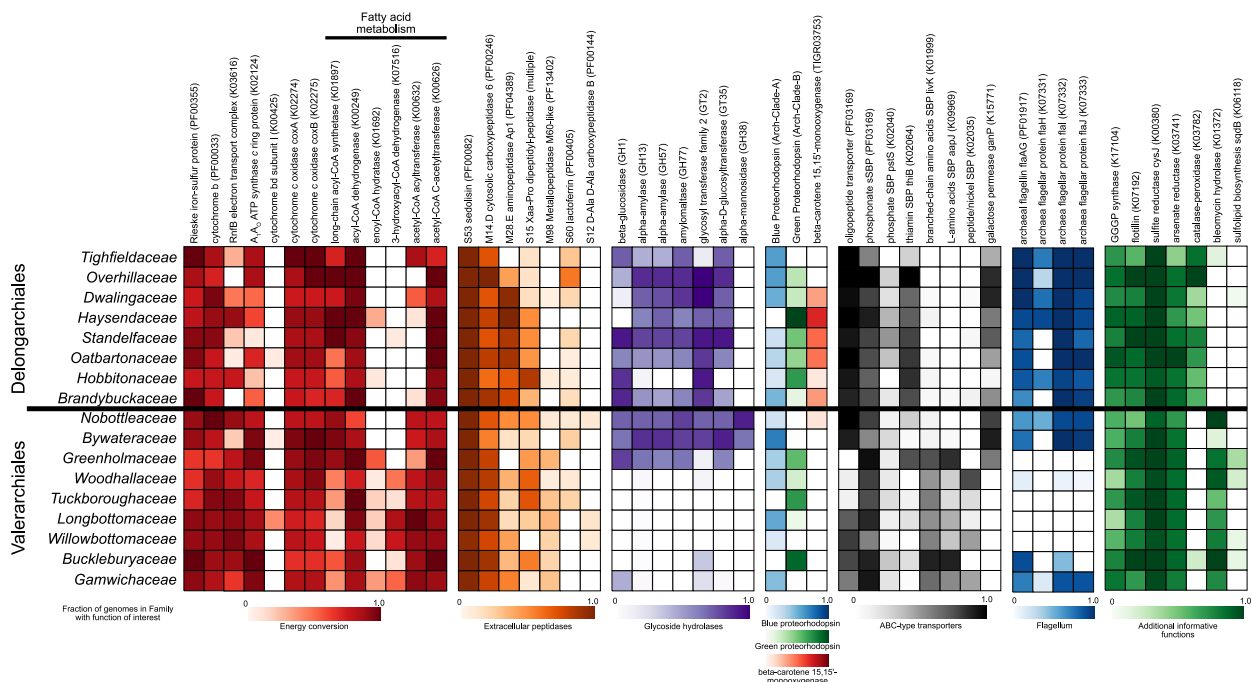 Fatty acid
metabolism
Rieske iron-sulfur protein (PF00355)
cytochrome b (PF00033)
RnfB electron transport complex (K03616)
A₁A₀ ATP synthase c ring protein (K02124)
cytochrome bd subunit I (K00425)
cytochrome c oxidase coxA (K02274)
cytochrome c oxidase coxB (K02275)
long-chain acyl-CoA synthetase (K01897)
acyl-CoA dehydrogenase (K00249)
enoyl-CoA hydratase (K01692)
3-hydroxyacyl-CoA dehydrogenase (K07516)
acetyl-CoA acyltransferase (K00632)
acetyl-CoA C-acetyltransferase (K00626)
S53 sedolisin (PF00082)
M14.D cytosolic carboxypeptidase 6 (PF00246)
M28.E aminopeptidase Ap1 (PF04389)
S15 Xaa-Pro dipeptidyl-peptidase (multiple)
M98 Metallopeptidase M60-like (PF13402)
S60 lactoferrin (PF00405)
S12 D-Ala D-Ala carboxypeptidase B (PF00144)
beta-glucosidase (GH1)
alpha-amylase (GH13)
alpha-amylase (GH57)
amylomaltase (GH77)
glycosyl transferase family 2 (GT2)
alpha-D-glucosyltransferase (GT35)
alpha-mannosidase (GH38)
Blue Proteorhodopsin (Arch-Clade-A)
Green Proteorhodopsin (Arch-Clade-B)
beta-carotene 15,15'-monooxygenase (TIGR03753)
oligopeptide transporter (PF03169)
phosphonate sSBP (PF03169)
phosphate SBP pstS (K02040)
thiamin SBP thiB (K02064)
branched-chain amino acids SBP livK (K01999)
L-amino acids SBP aapJ (K09969)
peptide/nickel SBP (K02035)
galactose permease ganP (K15771)
archaeal flagellin flaAG (PF01917)
archaea flagellar protein flaH (K07331)
archaeal flagellar protein flaI (K07332)
archaea flagellar protein flaJ (K07333)
GGGP synthase (K17104)
flotillin (K07192)
sulfite reductase cysJ (K00380)
arsenate reductase (K03741)
catalase-peroxidase (K03782)
bleomycin hydrolase (K01372)
sulfolipid biosynthesis sqdB (K06118)
Delongarchiales
Tighfieldaceae
Overhillaceae
Dwalingaceae
Haysendaceae
Standelfaceae
Oatbartonaceae
Hobbitonaceae
Brandybuckaceae
Valerarchiales
Nobottleaceae
Bywateraceae
Greenholmaceae
Woodhallaceae
Tuckboroughaceae
Longbottomaceae
Willowbottomaceae
Buckleburyaceae
Gamwichaceae
Fraction of genomes in Family
with function of interest
0 1.0
Energy conversion
0 1.0
Extracellular peptidases
0 1.0
Glycoside hydrolases
0 1.0
Blue proteorhodopsin
Green proteorhodopsin
beta-carotene 15,15'-
monooxygenase
0 1.0
ABC-type transporters
0 1.0
Flagellum
0 1.0
Additional informative
functions